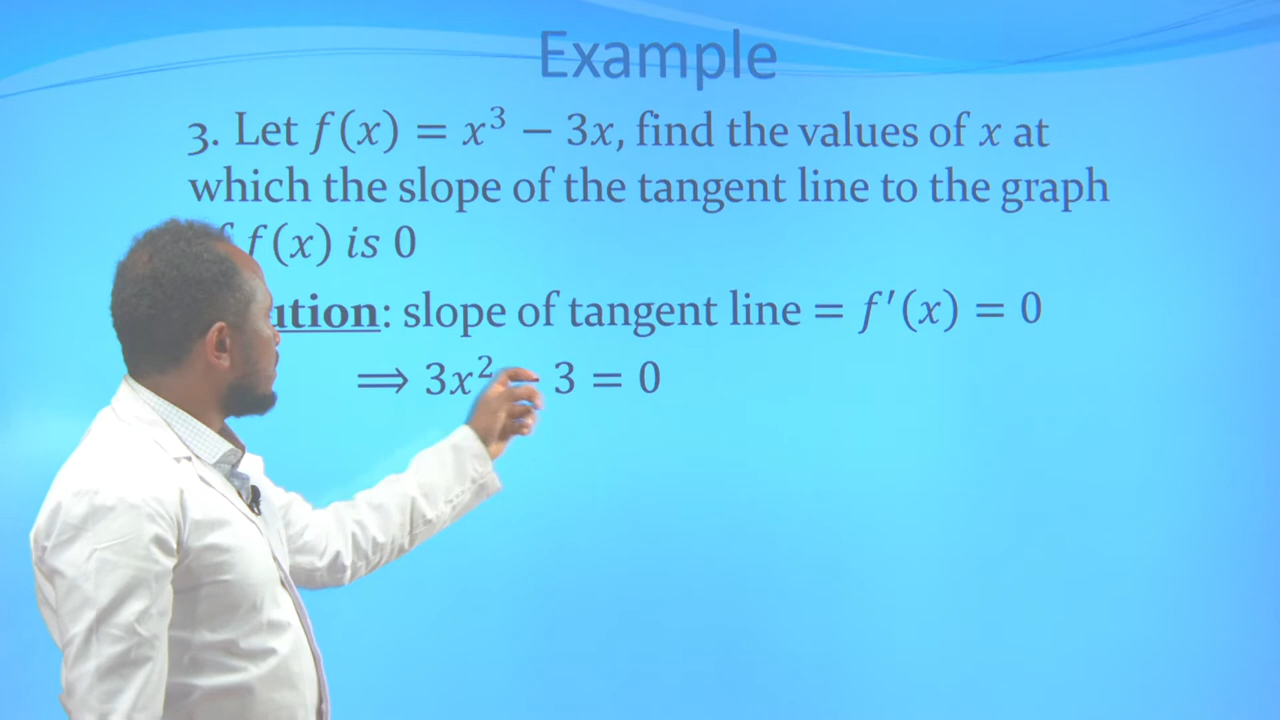 Example
3. Let f(x) = x³ − 3x, find the values of x at
which the slope of the tangent line to the graph
f(x) is 0
: slope of tangent line = f′(x) = 0
⟹ 3x² − 3 = 0